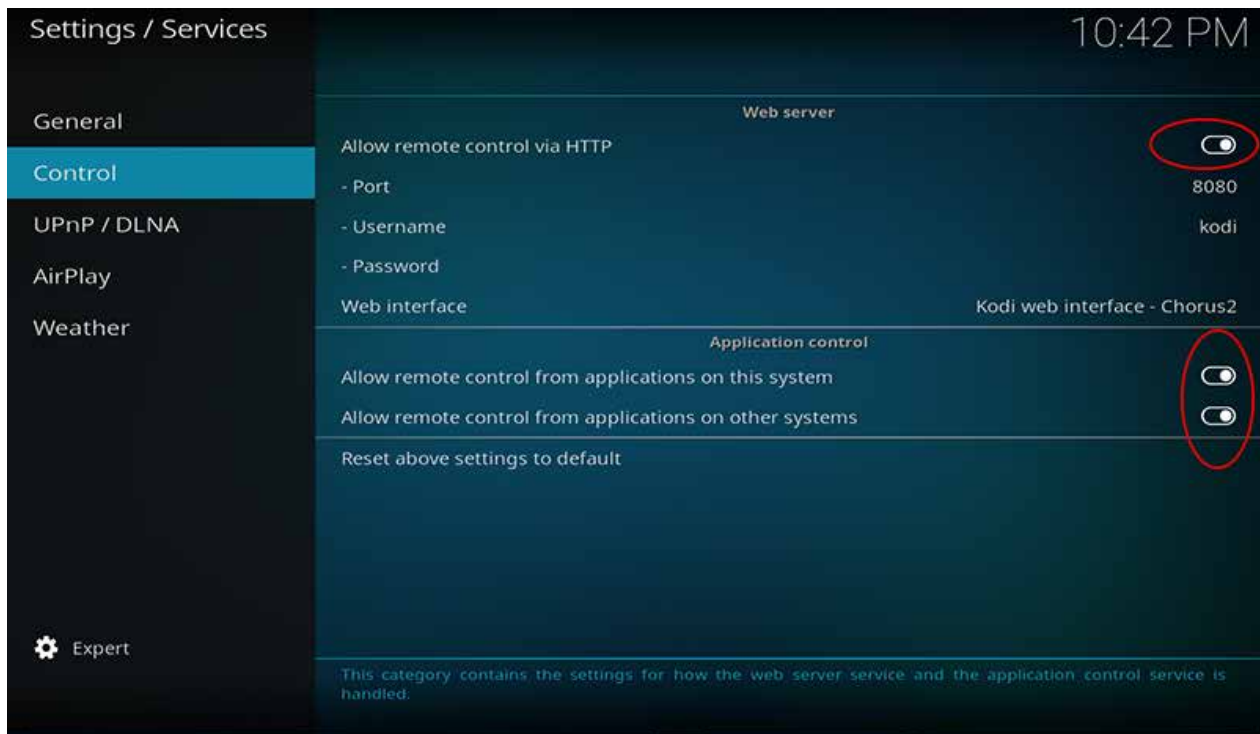 Settings / Services
10:42 PM
General
Control
UPnP / DLNA
AirPlay
Weather
Expert
Web server
Allow remote control via HTTP
- Port 8080
- Username kodi
- Password
Web interface Kodi web interface - Chorus2
Application control
Allow remote control from applications on this system
Allow remote control from applications on other systems
Reset above settings to default
This category contains the settings for how the web server service and the application control service is
handled.